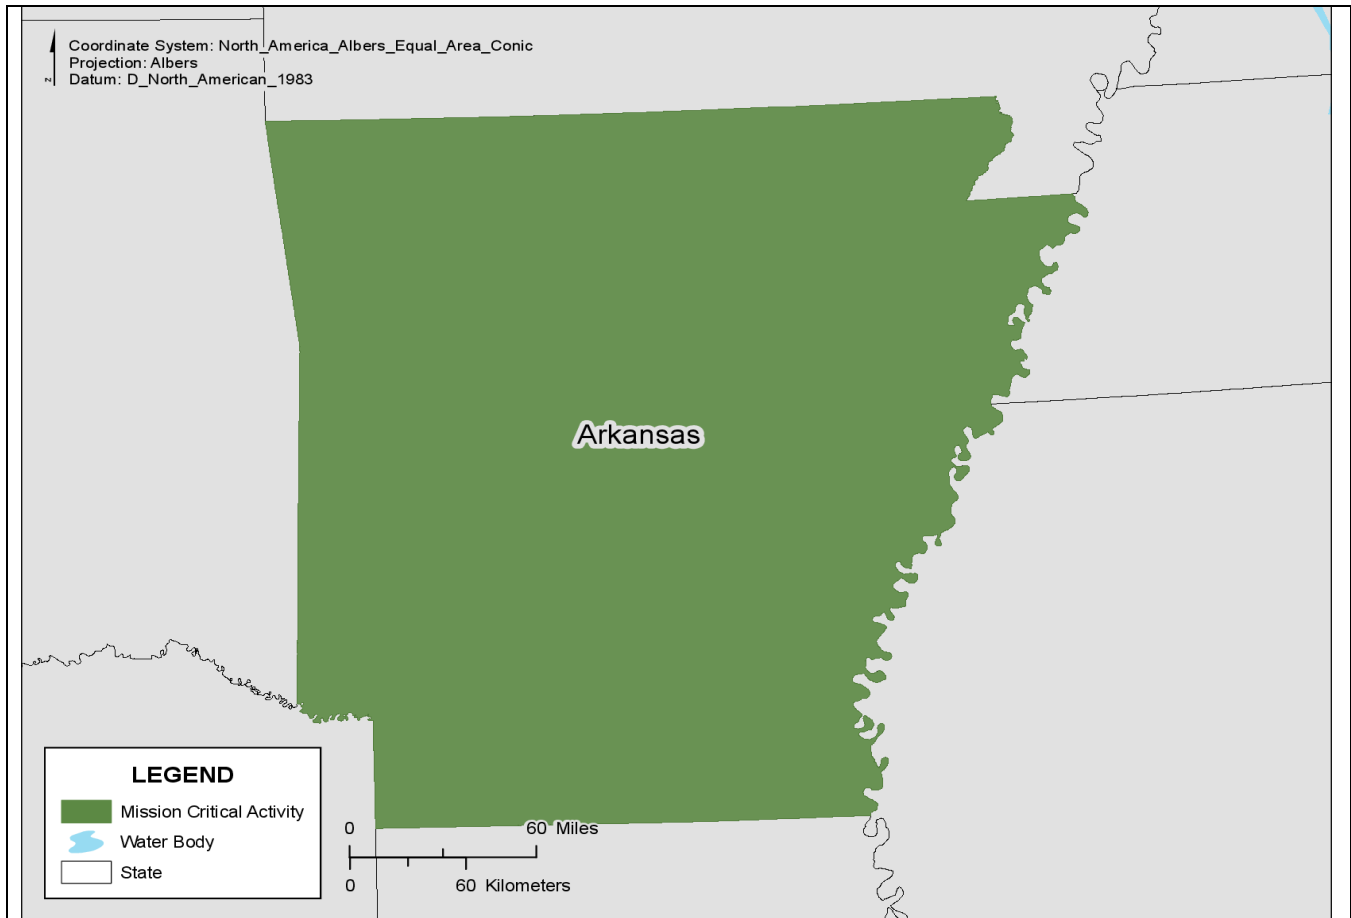 Coordinate System: North_America_Albers_Equal_Area_Conic
Projection: Albers
Datum: D_North_American_1983
N
Arkansas
LEGEND
Mission Critical Activity
Water Body
State
0 60 Miles
0 60 Kilometers